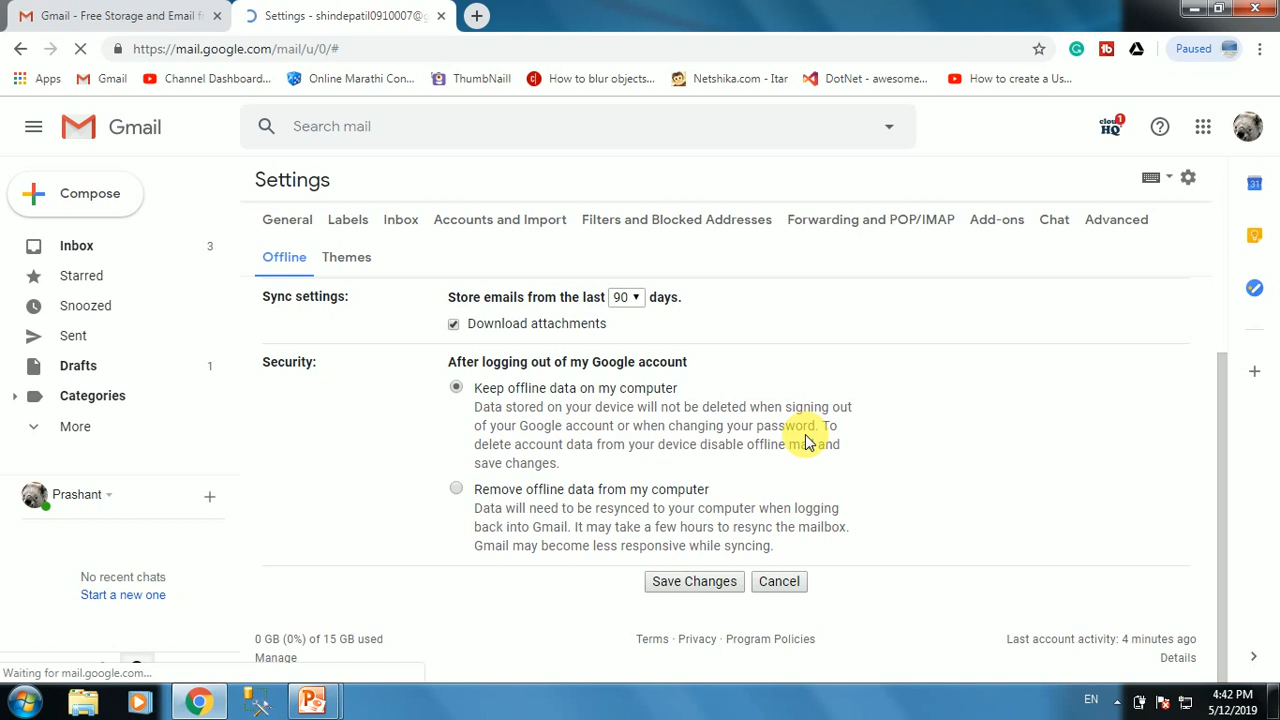 Gmail - Free Storage and Email f
Settings - shindepatil0910007@g
https://mail.google.com/mail/u/0/#
Paused
Apps
Gmail
Channel Dashboard...
Online Marathi Con...
ThumbNaill
How to blur objects...
Netshika.com - Itar
DotNet - awesome...
How to create a Us...
Gmail
Search mail
cloud HQ
1
Compose
Settings
General
Labels
Inbox
Accounts and Import
Filters and Blocked Addresses
Forwarding and POP/IMAP
Add-ons
Chat
Advanced
Offline
Themes
31
Inbox 3
Starred
Snoozed
Sent
Drafts 1
Categories
More
Sync settings:
Store emails from the last 90 days.
Download attachments
Security:
After logging out of my Google account
Keep offline data on my computer
Data stored on your device will not be deleted when signing out
of your Google account or when changing your password. To
delete account data from your device disable offline mail and
save changes.
Remove offline data from my computer
Data will need to be resynced to your computer when logging
back into Gmail. It may take a few hours to resync the mailbox.
Gmail may become less responsive while syncing.
Save Changes
Cancel
Prashant
No recent chats
Start a new one
0 GB (0%) of 15 GB used
Manage
Terms - Privacy - Program Policies
Last account activity: 4 minutes ago
Details
Waiting for mail.google.com...
EN
4:42 PM
5/12/2019